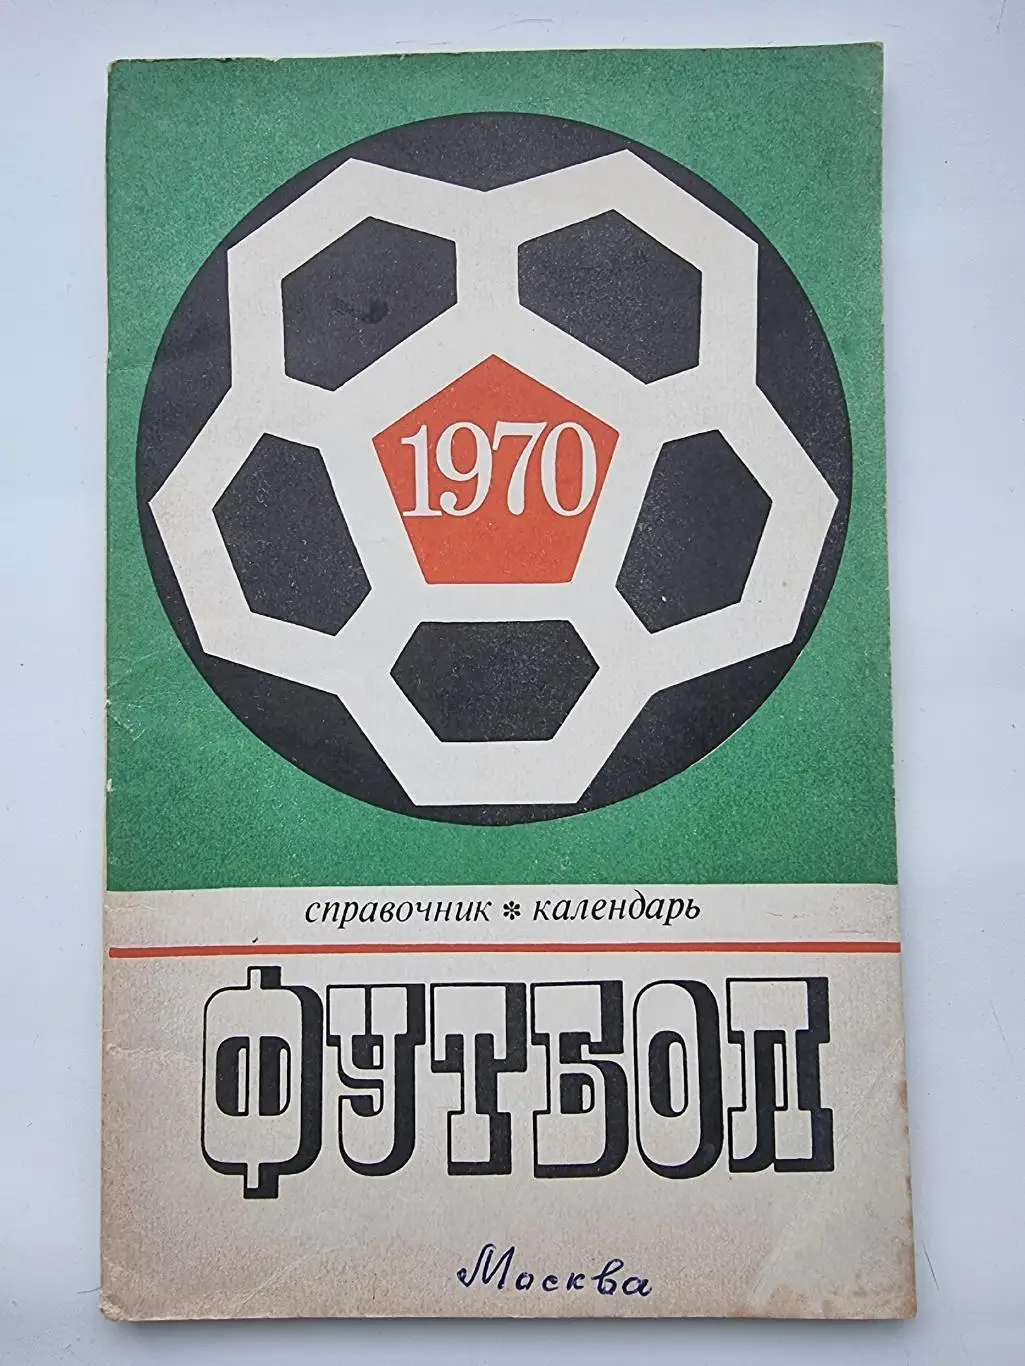 1970
справочник * календарь
ФУТБОЛ
Москва